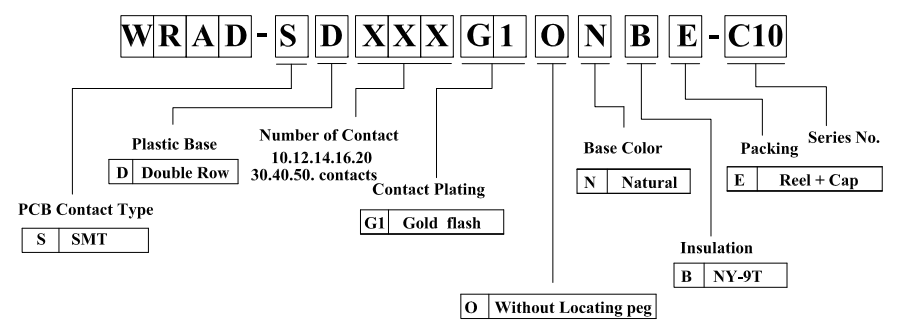 WRAD-SDXXXG1ONBE-C10
Series No.
Number of Contact
Plastic Base
Base Color
Packing
10.12.14.16.20
D Double Row
30.40.50. contacts
N Natural
E Reel + Cap
Contact Plating
PCB Contact Type
G1 Gold flash
S SMT
Insulation
B NY-9T
O Without Locating peg